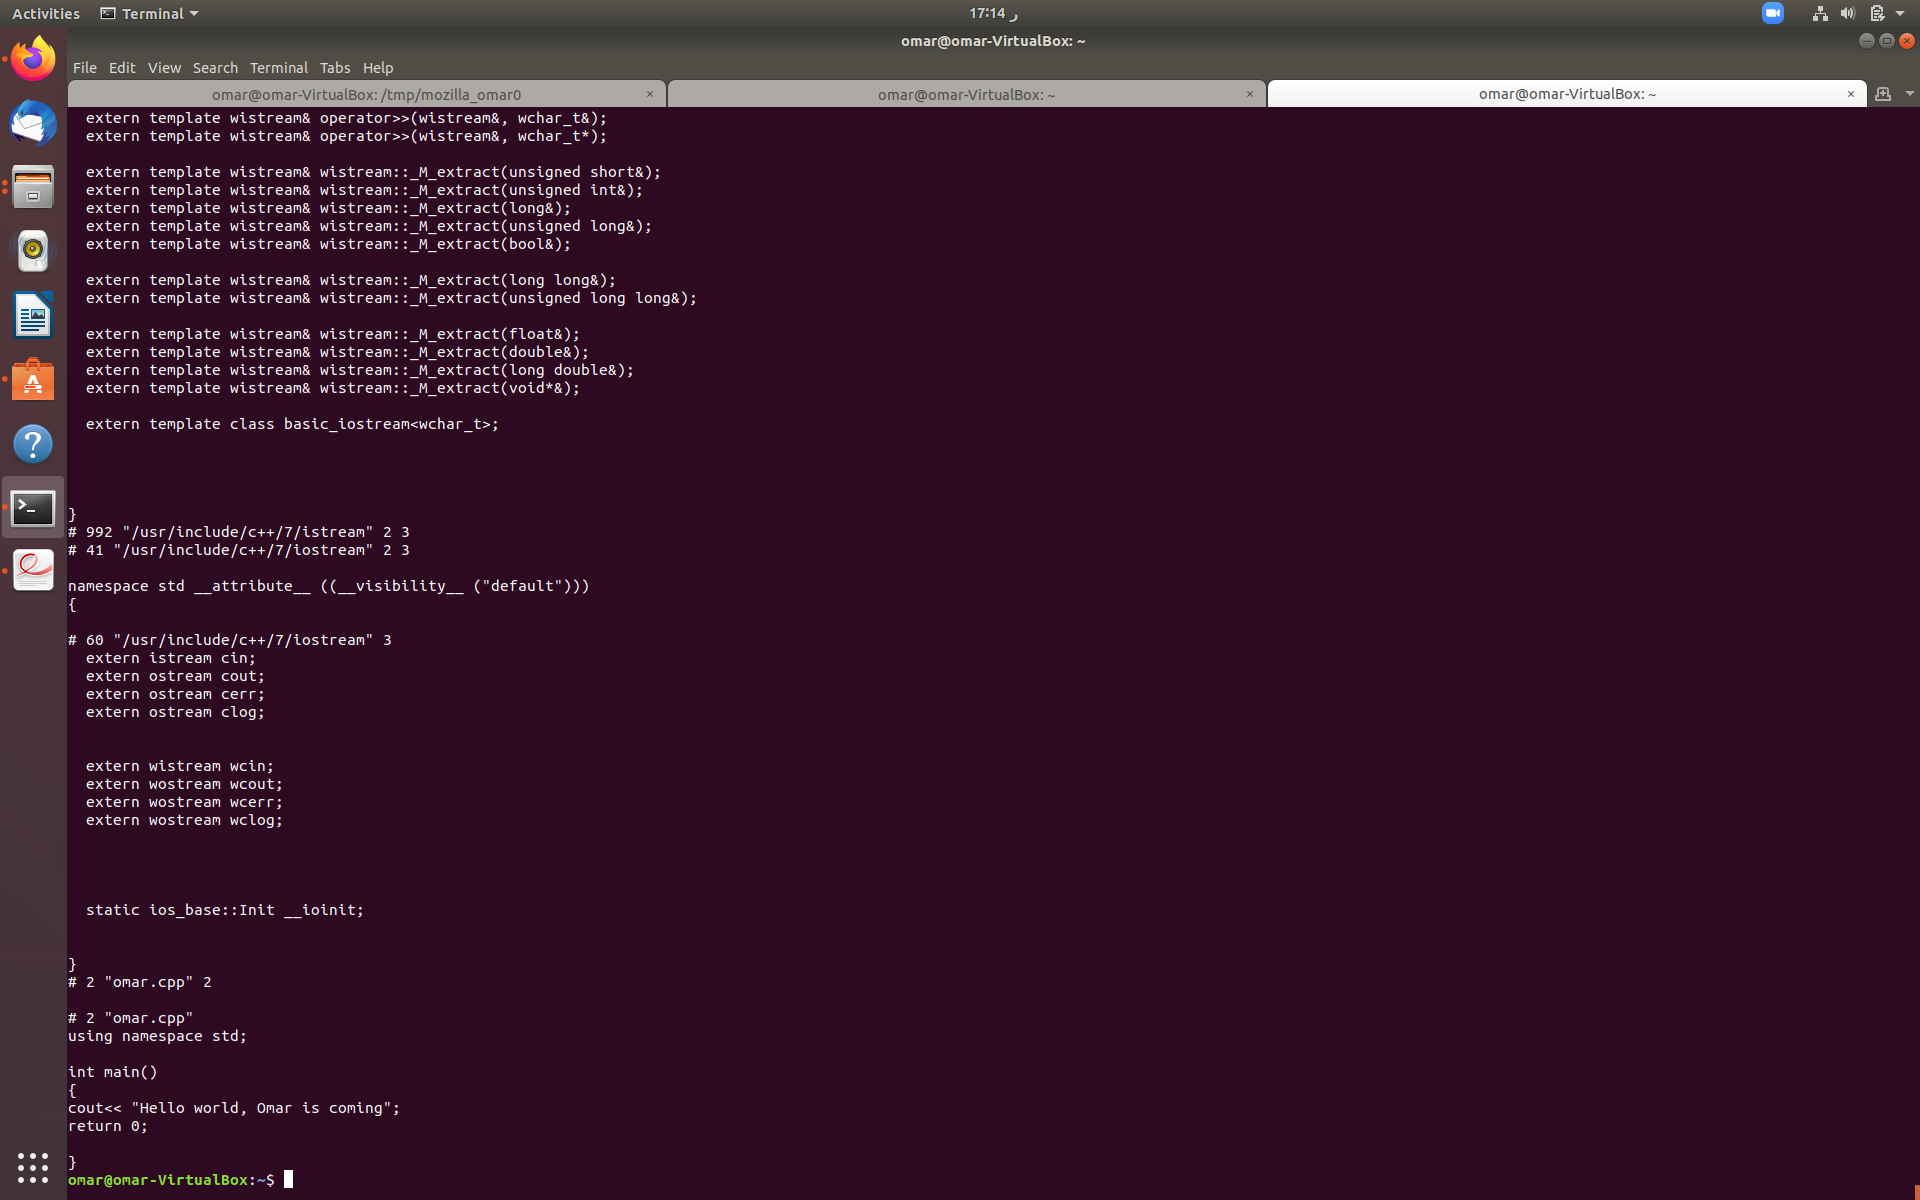 Activities
Terminal
17:14 ر
omar@omar-VirtualBox: ~
File Edit View Search Terminal Tabs Help
omar@omar-VirtualBox: /tmp/mozilla_omar0 × omar@omar-VirtualBox: ~ × omar@omar-VirtualBox: ~ ×
extern template wistream& operator>>(wistream&, wchar_t&);
extern template wistream& operator>>(wistream&, wchar_t*);
extern template wistream& wistream::_M_extract(unsigned short&);
extern template wistream& wistream::_M_extract(unsigned int&);
extern template wistream& wistream::_M_extract(long&);
extern template wistream& wistream::_M_extract(unsigned long&);
extern template wistream& wistream::_M_extract(bool&);
extern template wistream& wistream::_M_extract(long long&);
extern template wistream& wistream::_M_extract(unsigned long long&);
extern template wistream& wistream::_M_extract(float&);
extern template wistream& wistream::_M_extract(double&);
extern template wistream& wistream::_M_extract(long double&);
extern template wistream& wistream::_M_extract(void*&);
extern template class basic_iostream<wchar_t>;
}
# 992 "/usr/include/c++/7/istream" 2 3
# 41 "/usr/include/c++/7/iostream" 2 3
namespace std __attribute__ ((__visibility__ ("default")))
{
# 60 "/usr/include/c++/7/iostream" 3
extern istream cin;
extern ostream cout;
extern ostream cerr;
extern ostream clog;
extern wistream wcin;
extern wostream wcout;
extern wostream wcerr;
extern wostream wclog;
static ios_base::Init __ioinit;
}
# 2 "omar.cpp" 2
# 2 "omar.cpp"
using namespace std;
int main()
{
cout<< "Hello world, Omar is coming";
return 0;
}
omar@omar-VirtualBox:~$